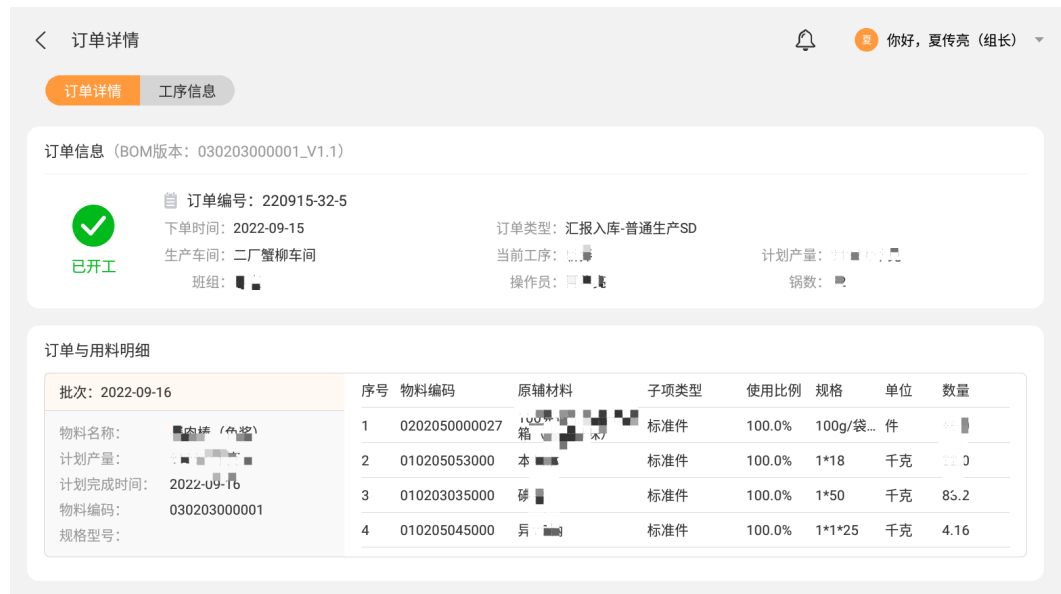 订单详情
夏 你好，夏传亮（组长）
订单详情 工序信息
订单信息（BOM版本：030203000001_V1.1）
订单编号：220915-32-5
下单时间：2022-09-15 订单类型：汇报入库-普通生产SD
生产车间：二厂蟹柳车间 当前工序： 计划产量：
已开工
班组： 操作员： 锅数：
订单与用料明细
批次：2022-09-16
物料名称：
计划产量：
计划完成时间： 2022-09-16
物料编码： 030203000001
规格型号：
序号 物料编码 原辅材料 子项类型 使用比例 规格 单位 数量
1 0202050000027 标准件 100.0% 100g/袋... 件
2 010205053000 标准件 100.0% 1*18 千克
3 010203035000 标准件 100.0% 1*50 千克
4 010205045000 标准件 100.0% 1*1*25 千克 4.16